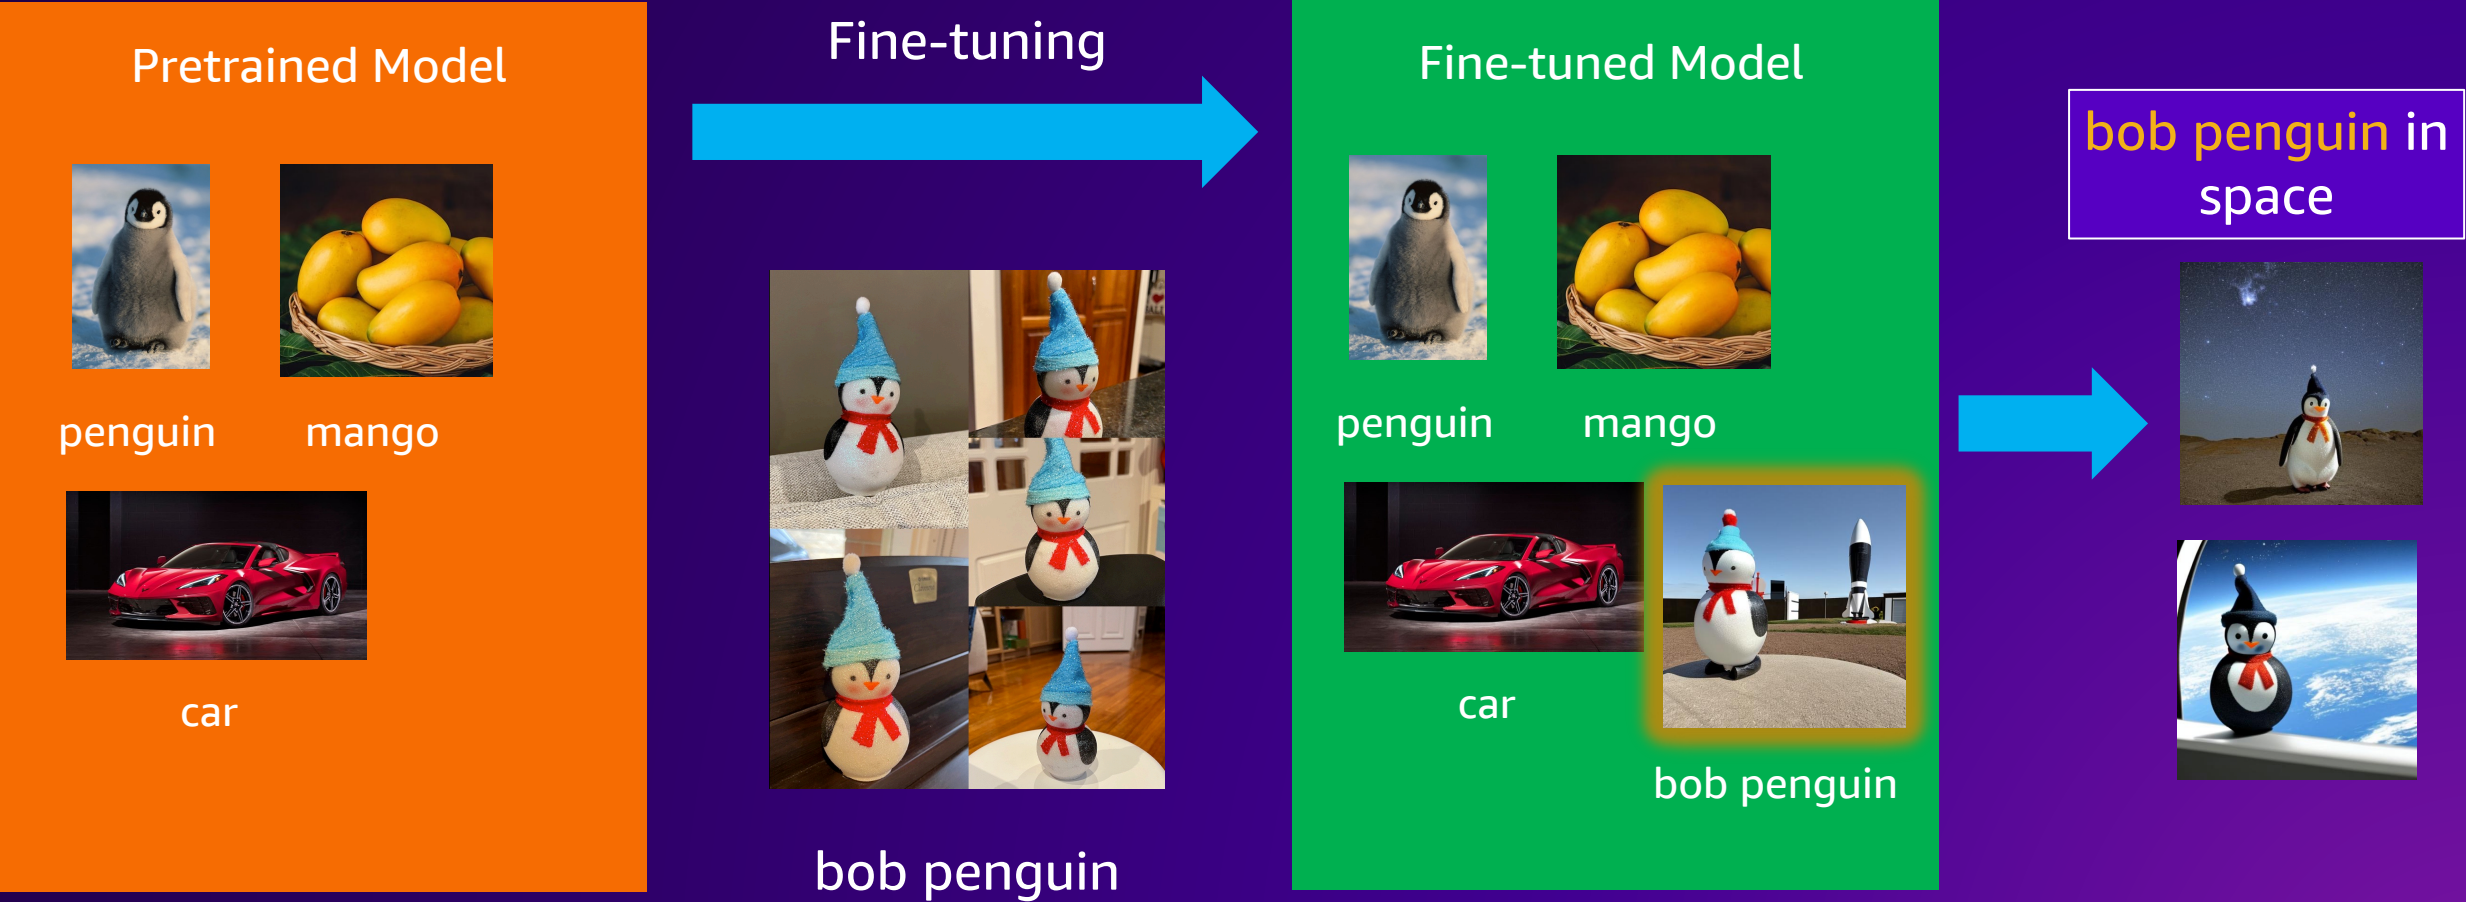 Pretrained Model
penguin
mango
car
Fine-tuning
bob penguin
Fine-tuned Model
penguin
mango
car
bob penguin
bob penguin in
space